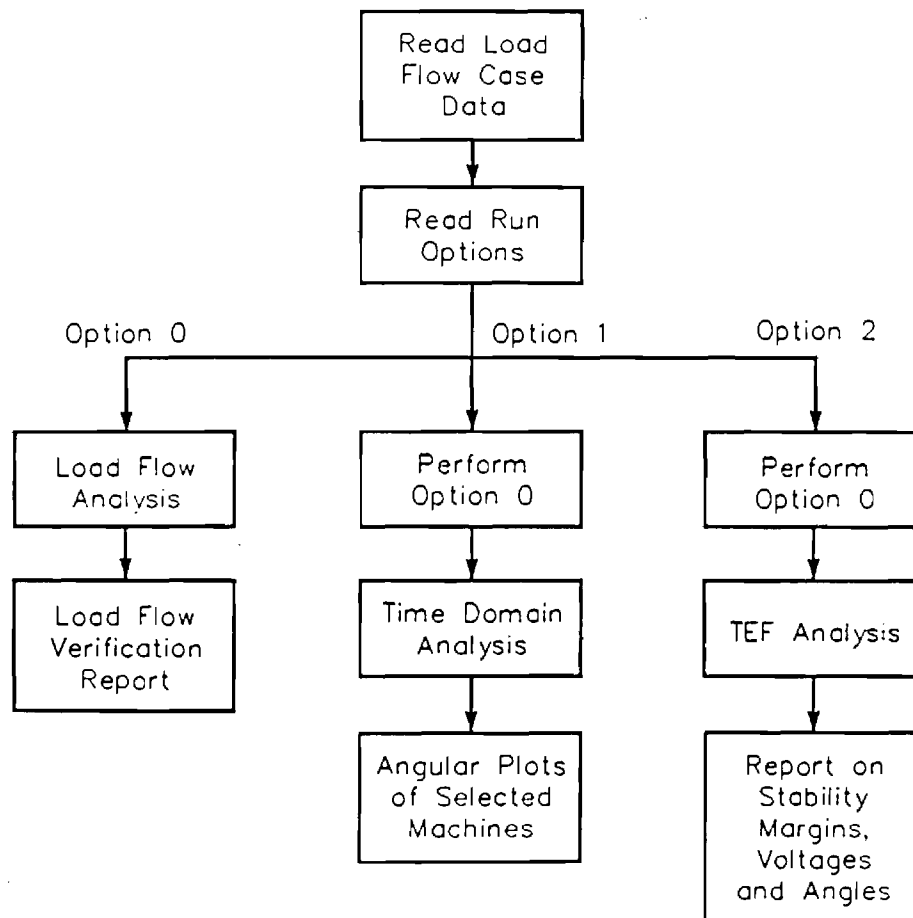 Read Load
Flow Case
Data
Read Run
Options
Option 0
Option 1
Option 2
Load Flow
Analysis
Perform
Option 0
Perform
Option 0
Load Flow
Verification
Report
Time Domain
Analysis
TEF Analysis
Angular Plots
of Selected
Machines
Report on
Stability
Margins,
Voltages
and Angles